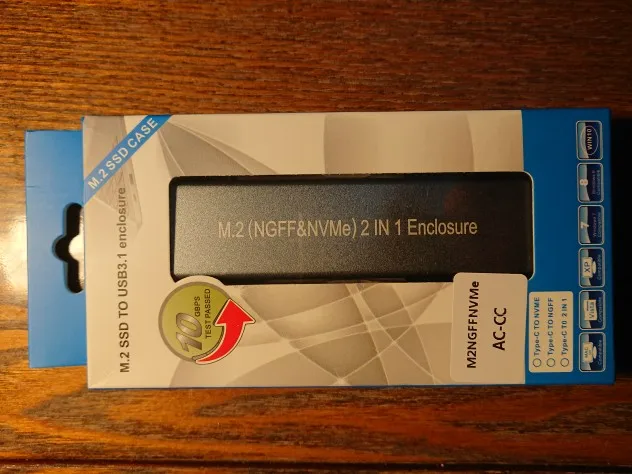 M.2 SSD CASE
M.2 SSD TO USB3.1 enclosure
M.2 (NGFF&NVMe) 2 IN 1 Enclosure
10 GBPS
TEST PASSED
M2NGFFNVMe
AC-CC
Type-C TO NVME
Type-C TO NGFF
Type-C TO 2 IN 1
WIN10
8
7
XP